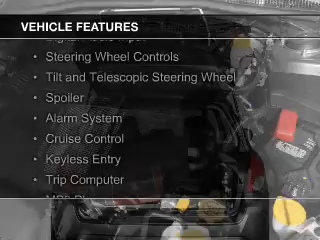 VEHICLE FEATURES
• Steering Wheel Controls
• Tilt and Telescopic Steering Wheel
• Spoiler
• Alarm System
• Cruise Control
• Keyless Entry
• Trip Computer